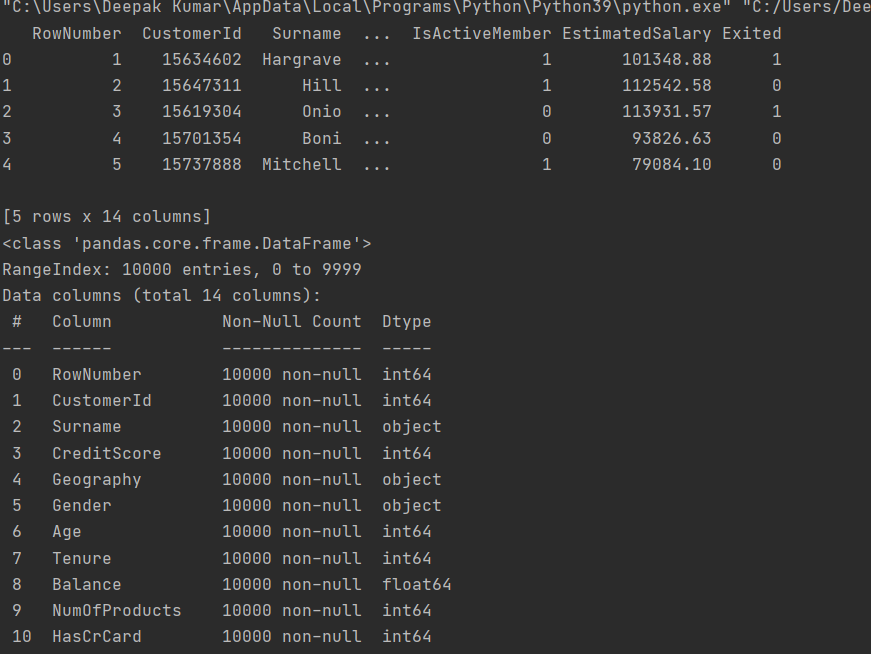 "C:\Users\Deepak Kumar\AppData\Local\Programs\Python\Python39\python.exe" "C:/Users/Dee
RowNumber CustomerId Surname ... IsActiveMember EstimatedSalary Exited
0 1 15634602 Hargrave ... 1 101348.88 1
1 2 15647311 Hill ... 1 112542.58 0
2 3 15619304 Onio ... 0 113931.57 1
3 4 15701354 Boni ... 0 93826.63 0
4 5 15737888 Mitchell ... 1 79084.10 0
[5 rows x 14 columns]
<class 'pandas.core.frame.DataFrame'>
RangeIndex: 10000 entries, 0 to 9999
Data columns (total 14 columns):
# Column Non-Null Count Dtype
--- ------ -------------- -----
0 RowNumber 10000 non-null int64
1 CustomerId 10000 non-null int64
2 Surname 10000 non-null object
3 CreditScore 10000 non-null int64
4 Geography 10000 non-null object
5 Gender 10000 non-null object
6 Age 10000 non-null int64
7 Tenure 10000 non-null int64
8 Balance 10000 non-null float64
9 NumOfProducts 10000 non-null int64
10 HasCrCard 10000 non-null int64